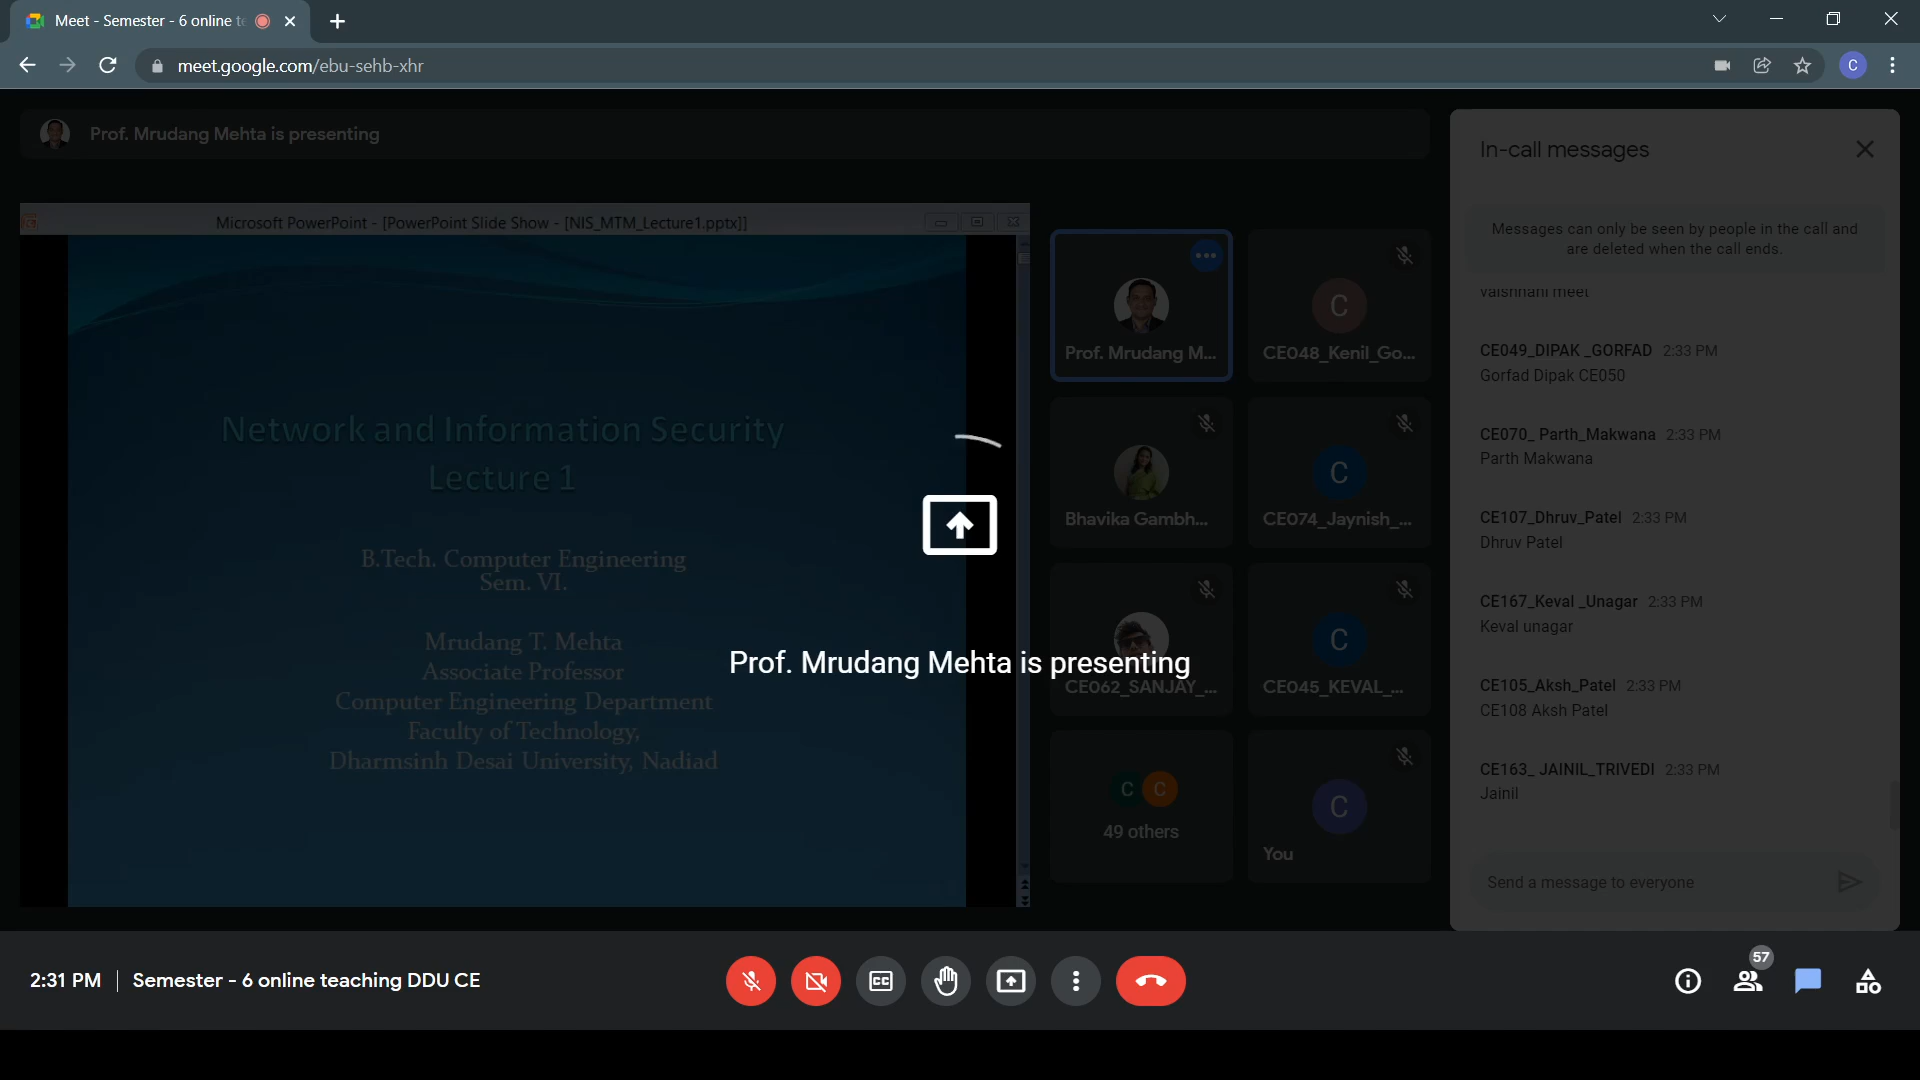 Meet - Semester - 6 online te
meet.google.com/ebu-sehb-xhr
C
Prof. Mrudang Mehta is presenting
Microsoft PowerPoint - [PowerPoint Slide Show - [NIS_MTM_Lecture1.pptx]]
Network and Information Security
Lecture 1
B.Tech. Computer Engineering
Sem. VI.
Mrudang T. Mehta
Associate Professor
Computer Engineering Department
Faculty of Technology,
Dharmsinh Desai University, Nadiad
Prof. Mrudang Mehta is presenting
Prof. Mrudang M...
C
CE048_Kenil_Go...
Bhavika Gambh...
C
CE074_Jaynish_...
CE062_SANJAY_...
C
CE045_KEVAL_...
C C
49 others
C
You
In-call messages
Messages can only be seen by people in the call and
are deleted when the call ends.
vaishnani meet
CE049_DIPAK _GORFAD 2:33 PM
Gorfad Dipak CE050
CE070_ Parth_Makwana 2:33 PM
Parth Makwana
CE107_Dhruv_Patel 2:33 PM
Dhruv Patel
CE167_Keval _Unagar 2:33 PM
Keval unagar
CE105_Aksh_Patel 2:33 PM
CE108 Aksh Patel
CE163_ JAINIL_TRIVEDI 2:33 PM
Jainil
Send a message to everyone
2:31 PM | Semester - 6 online teaching DDU CE
CC
57